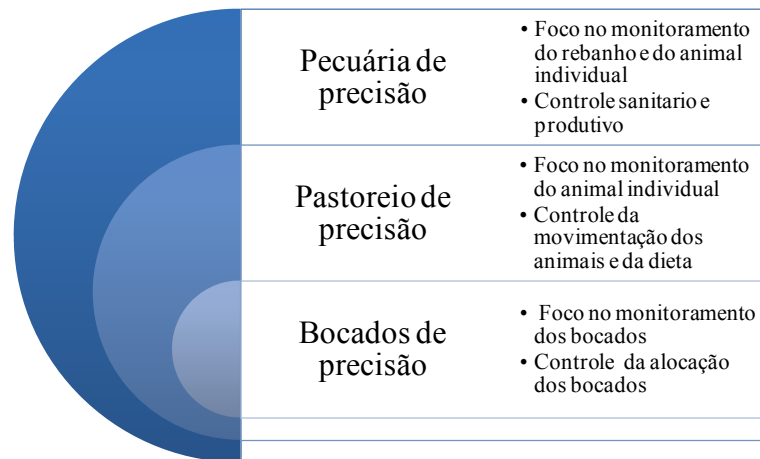 Pecuária de
precisão
• Foco no monitoramento
do rebanho e do animal
individual
• Controle sanitario e
produtivo
Pastoreio de
precisão
• Foco no monitoramento
do animal individual
• Controle da
movimentação dos
animais e da dieta
Bocados de
precisão
• Foco no monitoramento
dos bocados
• Controle da alocação
dos bocados